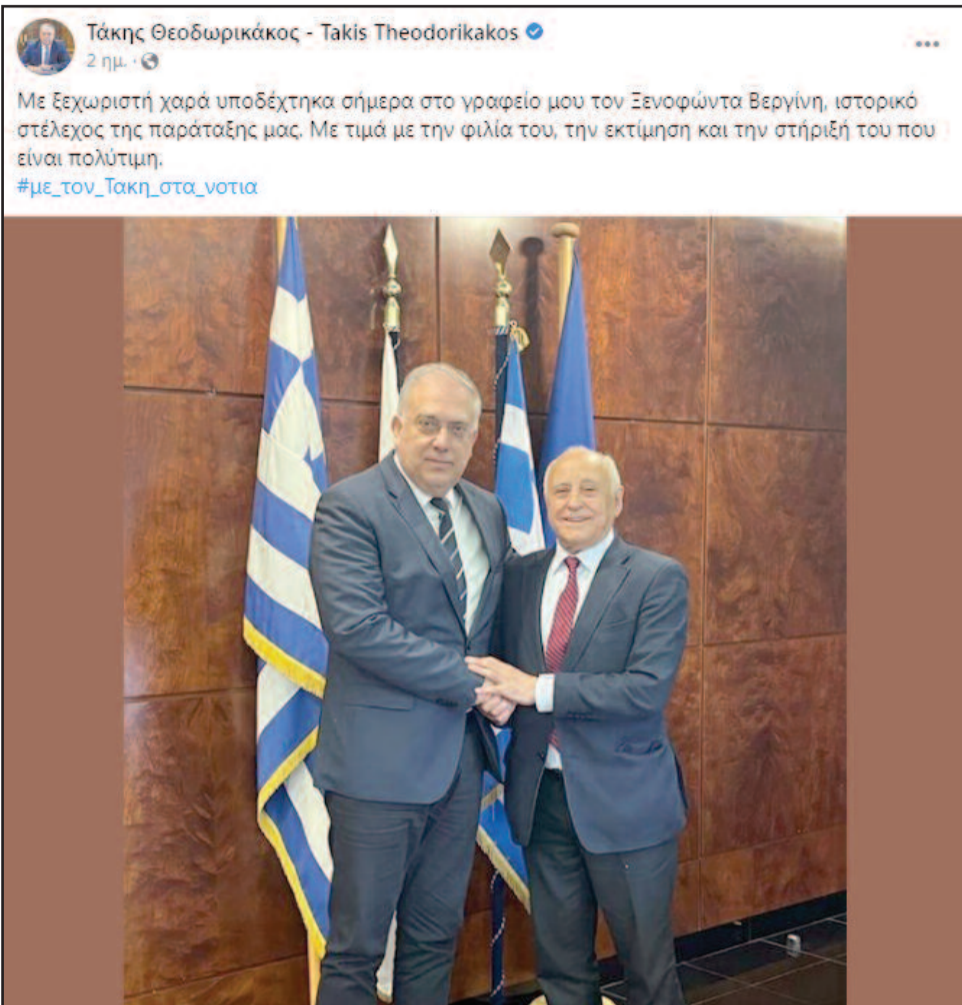 Τάκης Θεοδωρικάκος - Takis Theodorikakos
2 ημ. ·
Με ξεχωριστή χαρά υποδέχτηκα σήμερα στο γραφείο μου τον Ξενοφώντα Βεργίνη, ιστορικό
στέλεχος της παράταξης μας. Με τιμά με την φιλία του, την εκτίμηση και την στήριξή του που
είναι πολύτιμη.
#με_τον_Τακη_στα_νοτια